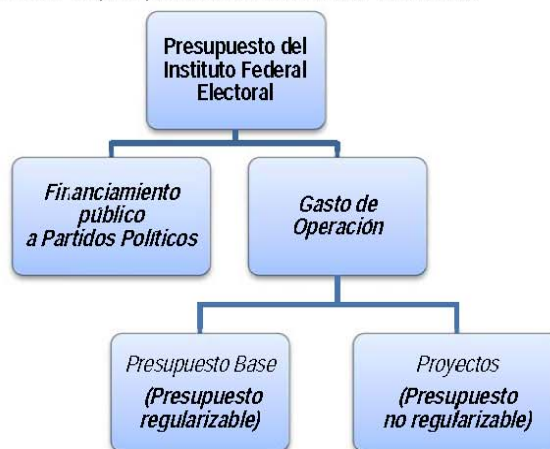 Presupuesto del
Instituto Federal
Electoral
Financiamiento
público
a Partidos Políticos
Gasto de
Operación
Presupuesto Base
(Presupuesto
regularizable)
Proyectos
(Presupuesto
no regularizable)